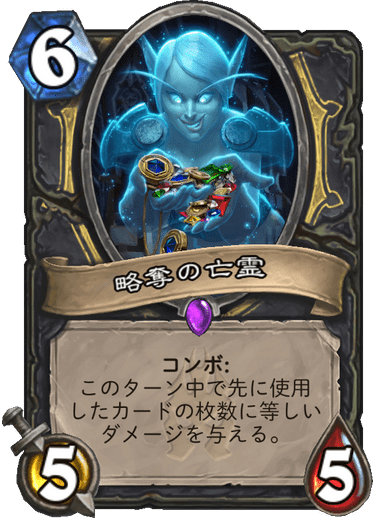 6
略奪の亡霊
コンボ:
このターン中で先に使用
したカードの枚数に等しい
ダメージを与える。
5
5